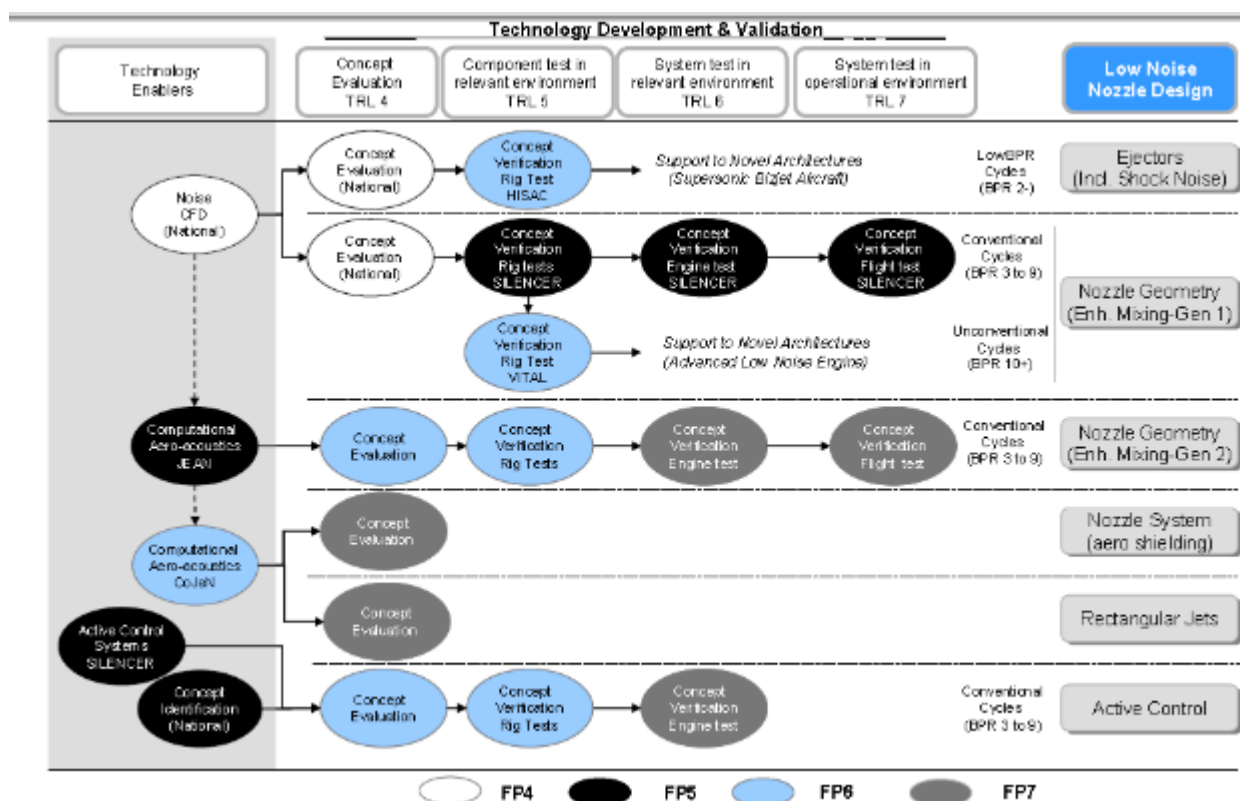 Technology Development & Validation
Technology
Enablers
Concept
Evaluation
TRL 4
Component test in
relevant environment
TRL 5
System test in
relevant environment
TRL 6
System test in
operational environment
TRL 7
Low Noise
Nozzle Design
Noise
CFD
(National)
Concept
Evaluation
(National)
Concept
Verification
Rig Test
HISAC
Support to Novel Architectures
(Supersonic Bizjet Aircraft)
LowBPR
Cycles
(BPR 2-)
Ejectors
(Incl. Shock Noise)
Concept
Evaluation
(National)
Concept
Verification
Rig tests
SILENCER
Concept
Verification
Engine test
SILENCER
Concept
Verification
Flight test
SILENCER
Conventional
Cycles
(BPR 3 to 9)
Nozzle Geometry
(Enh. Mixing-Gen 1)
Concept
Verification
Rig Test
VITAL
Support to Novel Architectures
(Advanced Low Noise Engine)
Unconventional
Cycles
(BPR 10+)
Computational
Aero-acoustics
JEAN
Concept
Evaluation
Concept
Verification
Rig Tests
Concept
Verification
Engine test
Concept
Verification
Flight test
Conventional
Cycles
(BPR 3 to 9)
Nozzle Geometry
(Enh. Mixing-Gen 2)
Computational
Aero-acoustics
CoJeN
Concept
Evaluation
Nozzle System
(aero shielding)
Concept
Evaluation
Rectangular Jets
Active Control
Systems
SILENCER
Concept
Identification
(National)
Concept
Evaluation
Concept
Verification
Rig Tests
Concept
Verification
Engine test
Conventional
Cycles
(BPR 3 to 9)
Active Control
FP4
FP5
FP6
FP7